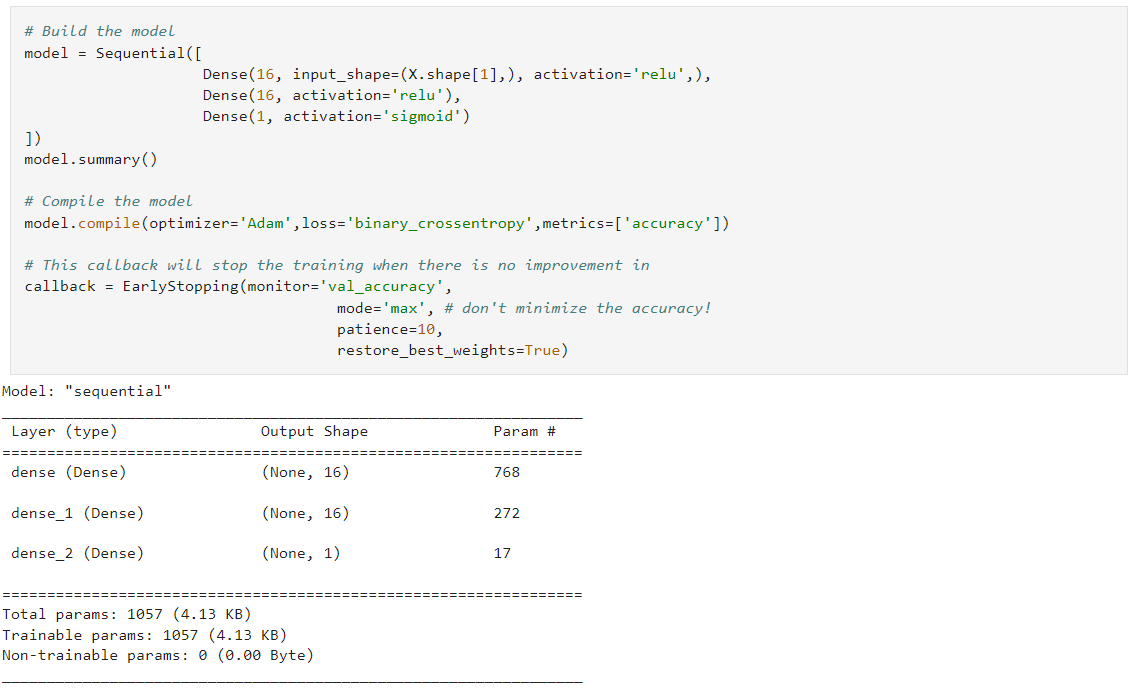 # Build the model
model = Sequential([
                    Dense(16, input_shape=(X.shape[1],), activation='relu',),
                    Dense(16, activation='relu'),
                    Dense(1, activation='sigmoid')
])
model.summary()

# Compile the model
model.compile(optimizer='Adam',loss='binary_crossentropy',metrics=['accuracy'])

# This callback will stop the training when there is no improvement in
callback = EarlyStopping(monitor='val_accuracy',
                                   mode='max', # don't minimize the accuracy!
                                   patience=10,
                                   restore_best_weights=True)
Model: "sequential"
_________________________________________________________________
 Layer (type)                Output Shape              Param #
=================================================================
 dense (Dense)               (None, 16)                768

 dense_1 (Dense)             (None, 16)                272

 dense_2 (Dense)             (None, 1)                 17

=================================================================
Total params: 1057 (4.13 KB)
Trainable params: 1057 (4.13 KB)
Non-trainable params: 0 (0.00 Byte)
_________________________________________________________________